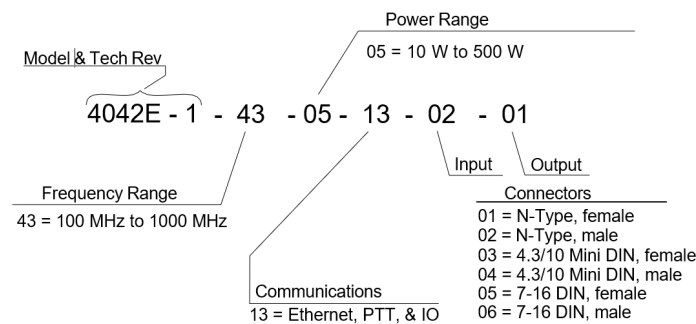 Power Range
05 = 10 W to 500 W
Model & Tech Rev
4042E - 1 - 43 - 05 - 13 - 02 - 01
Input
Output
Frequency Range
43 = 100 MHz to 1000 MHz
Connectors
01 = N-Type, female
02 = N-Type, male
03 = 4.3/10 Mini DIN, female
04 = 4.3/10 Mini DIN, male
05 = 7-16 DIN, female
06 = 7-16 DIN, male
Communications
13 = Ethernet, PTT, & IO